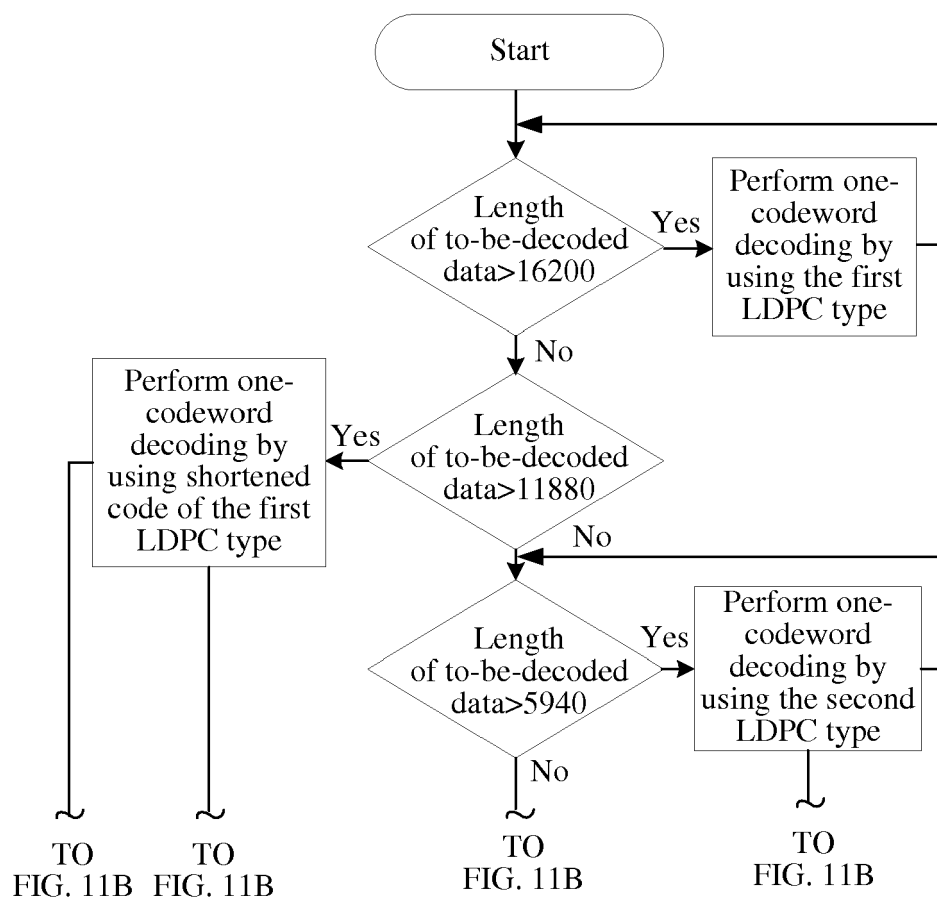 Start
Length
of to-be-decoded
data>16200
Yes
Perform one-
codeword
decoding by
using the first
LDPC type
No
Perform one-
codeword
decoding by
using shortened
code of the first
LDPC type
Yes
Length
of to-be-decoded
data>11880
No
Length
of to-be-decoded
data>5940
Yes
Perform one-
codeword
decoding by
using the second
LDPC type
No
TO
FIG. 11B
TO
FIG. 11B
TO
FIG. 11B
TO
FIG. 11B